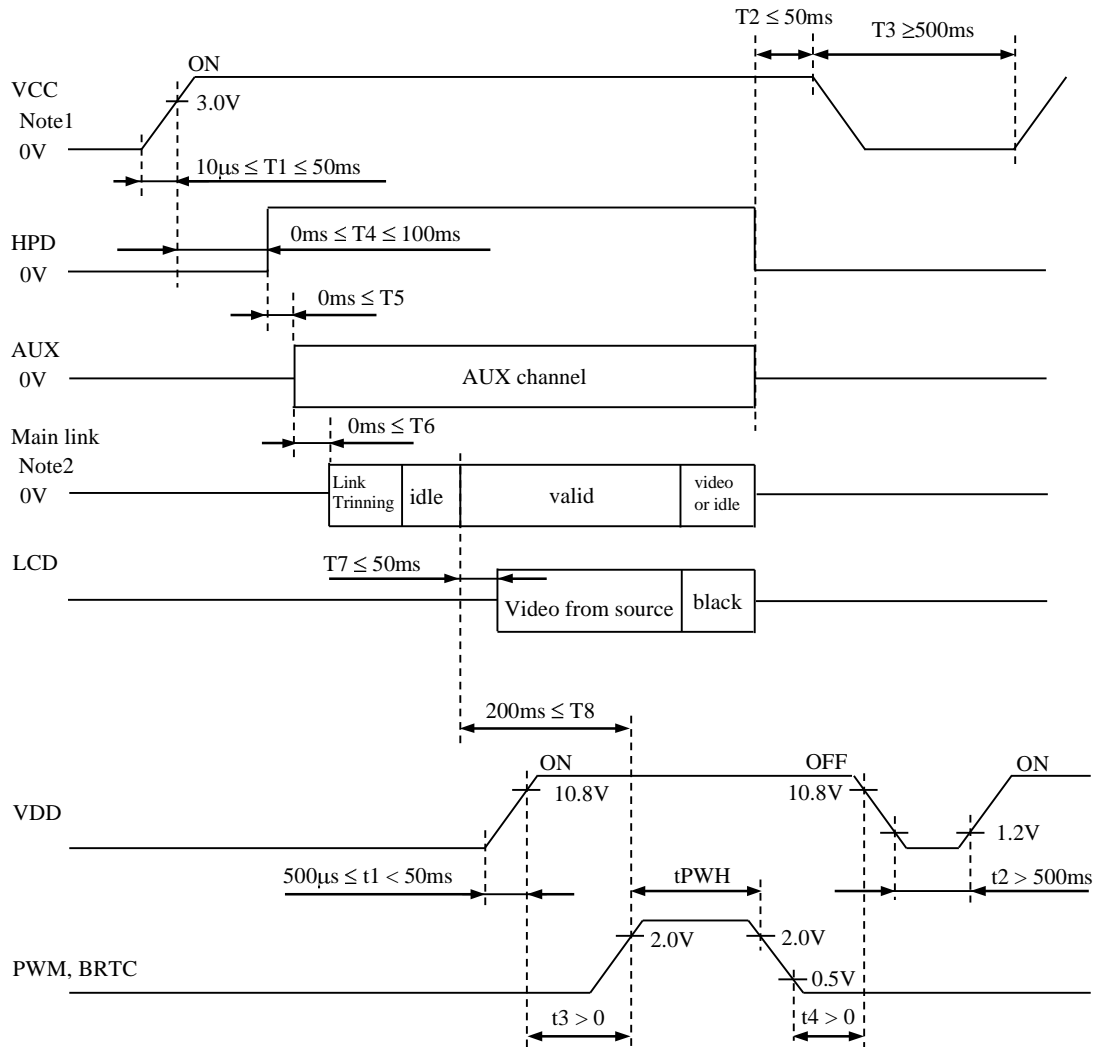 T2 ≤ 50ms
T3 ≥500ms
ON
VCC
3.0V
Note1
0V
10μs ≤ T1 ≤ 50ms
HPD
0ms ≤ T4 ≤ 100ms
0V
0ms ≤ T5
AUX
0V
AUX channel
Main link
0ms ≤ T6
Note2
0V
Link
Trinning
idle
valid
video
or idle
LCD
T7 ≤ 50ms
Video from source
black
200ms ≤ T8
ON
OFF
ON
10.8V
10.8V
VDD
1.2V
500μs ≤ t1 < 50ms
tPWH
t2 > 500ms
2.0V
2.0V
PWM, BRTC
0.5V
t3 > 0
t4 > 0